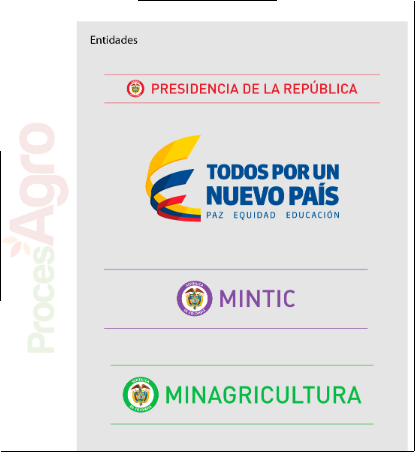 Entidades
PRESIDENCIA DE LA REPÚBLICA
TODOS POR UN
NUEVO PAÍS
PAZ EQUIDAD EDUCACIÓN
MINTIC
MINAGRICULTURA
ProcesAgro